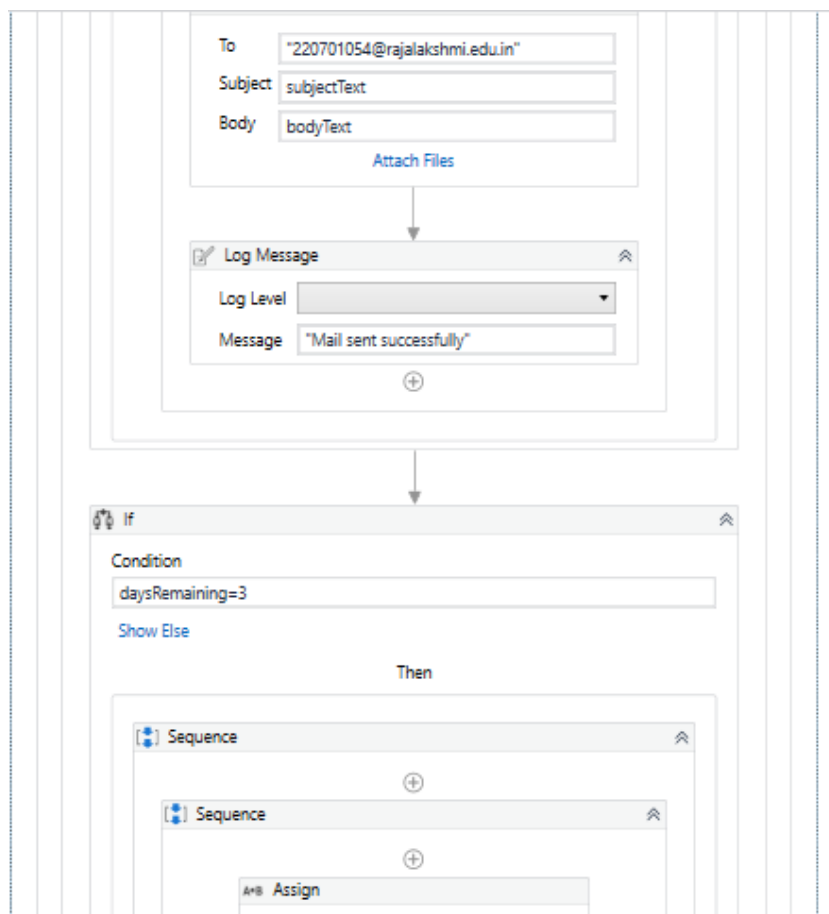 To "220701054@rajalakshmi.edu.in"
Subject subjectText
Body bodyText
Attach Files
Log Message
Log Level
Message "Mail sent successfully"
If
Condition
daysRemaining=3
Show Else
Then
Sequence
Sequence
A+B Assign